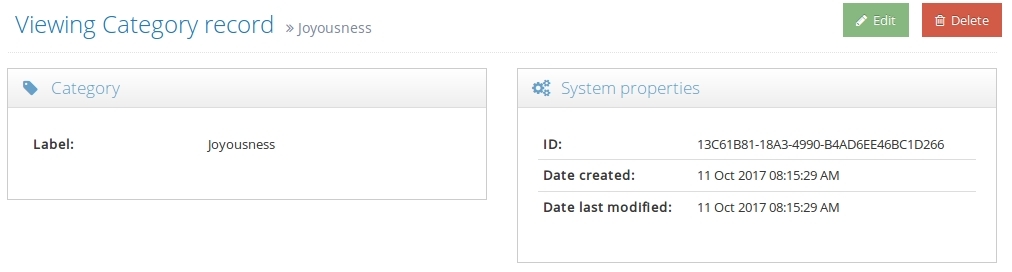 Viewing Category record » Joyousness
Edit
Delete
Category
Label: Joyousness
System properties
ID: 13C61B81-18A3-4990-B4AD6EE46BC1D266
Date created: 11 Oct 2017 08:15:29 AM
Date last modified: 11 Oct 2017 08:15:29 AM